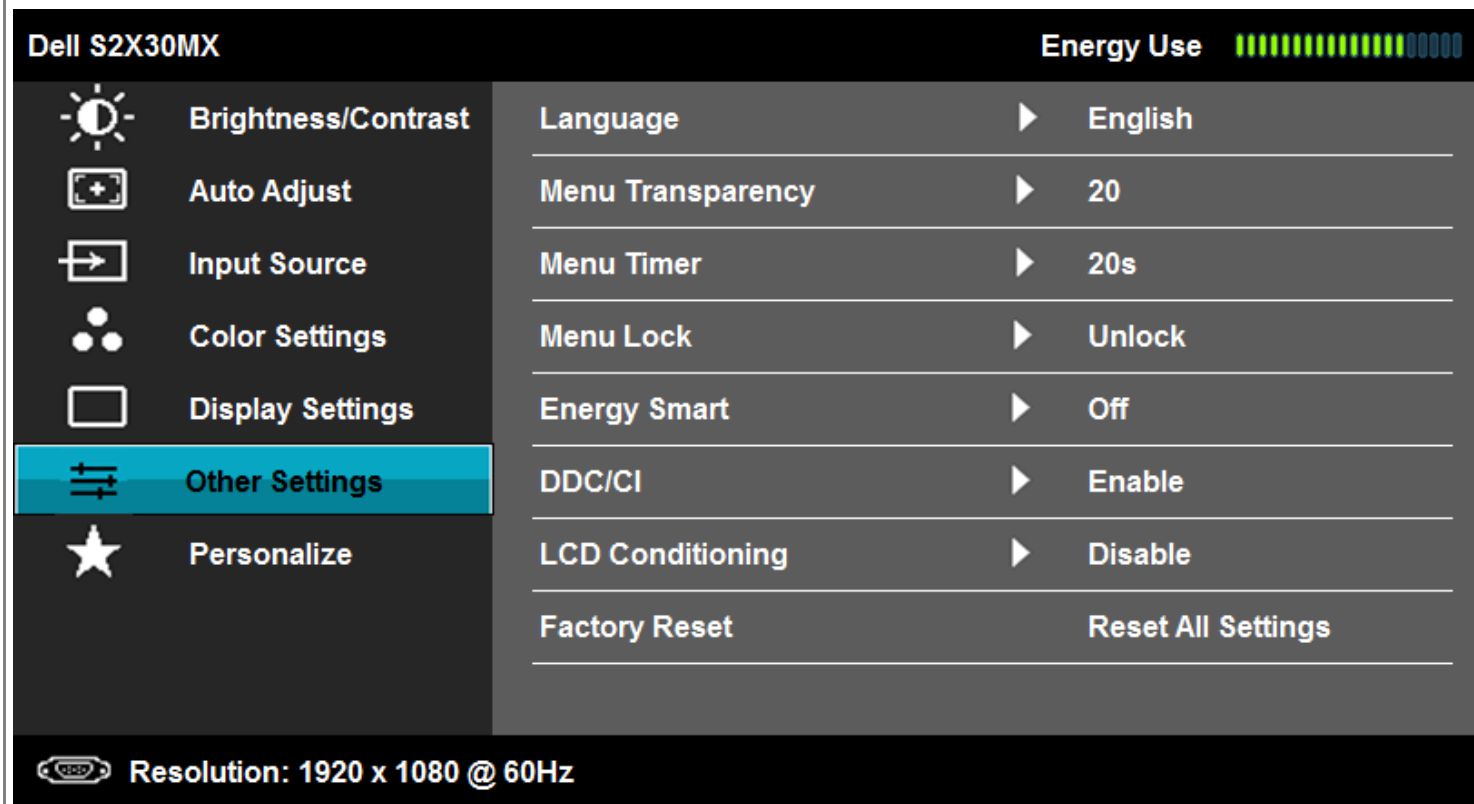 Dell S2X30MX Energy Use
Brightness/Contrast Language English
Auto Adjust Menu Transparency 20
Input Source Menu Timer 20s
Color Settings Menu Lock Unlock
Display Settings Energy Smart Off
Other Settings DDC/CI Enable
Personalize LCD Conditioning Disable
Factory Reset Reset All Settings
Resolution: 1920 x 1080 @ 60Hz